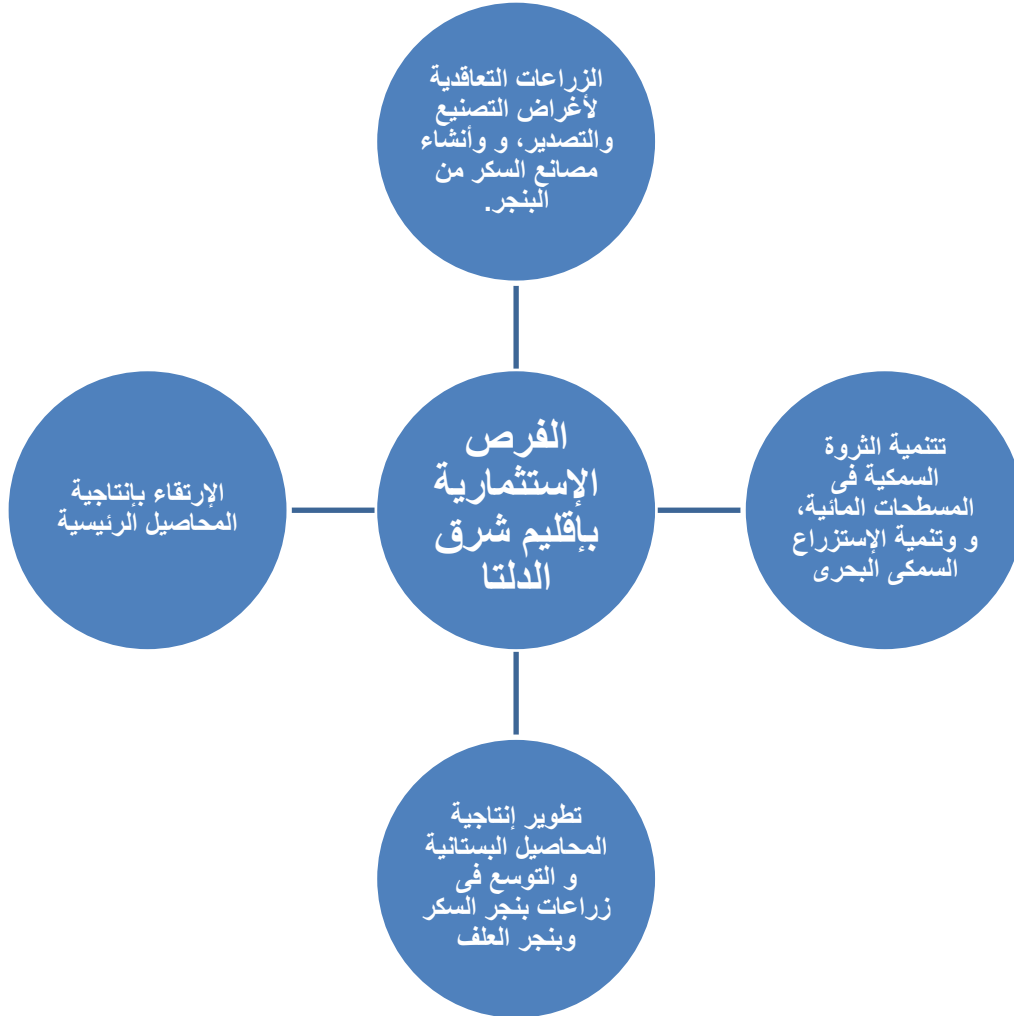 الزراعات التعاقدية
لأغراض التصنيع
والتصدير، و وأنشاء
مصانع السكر من
البنجر.
الفرص
الإستثمارية
بإقليم شرق
الدلتا
تتنمية الثروة
السمكية فى
المسطحات المائية،
و وتنمية الإستزراع
السمكى البحرى
الإرتقاء بإنتاجية
المحاصيل الرئيسية
تطوير إنتاجية
المحاصيل البستانية
و التوسع فى
زراعات بنجر السكر
وبنجر العلف